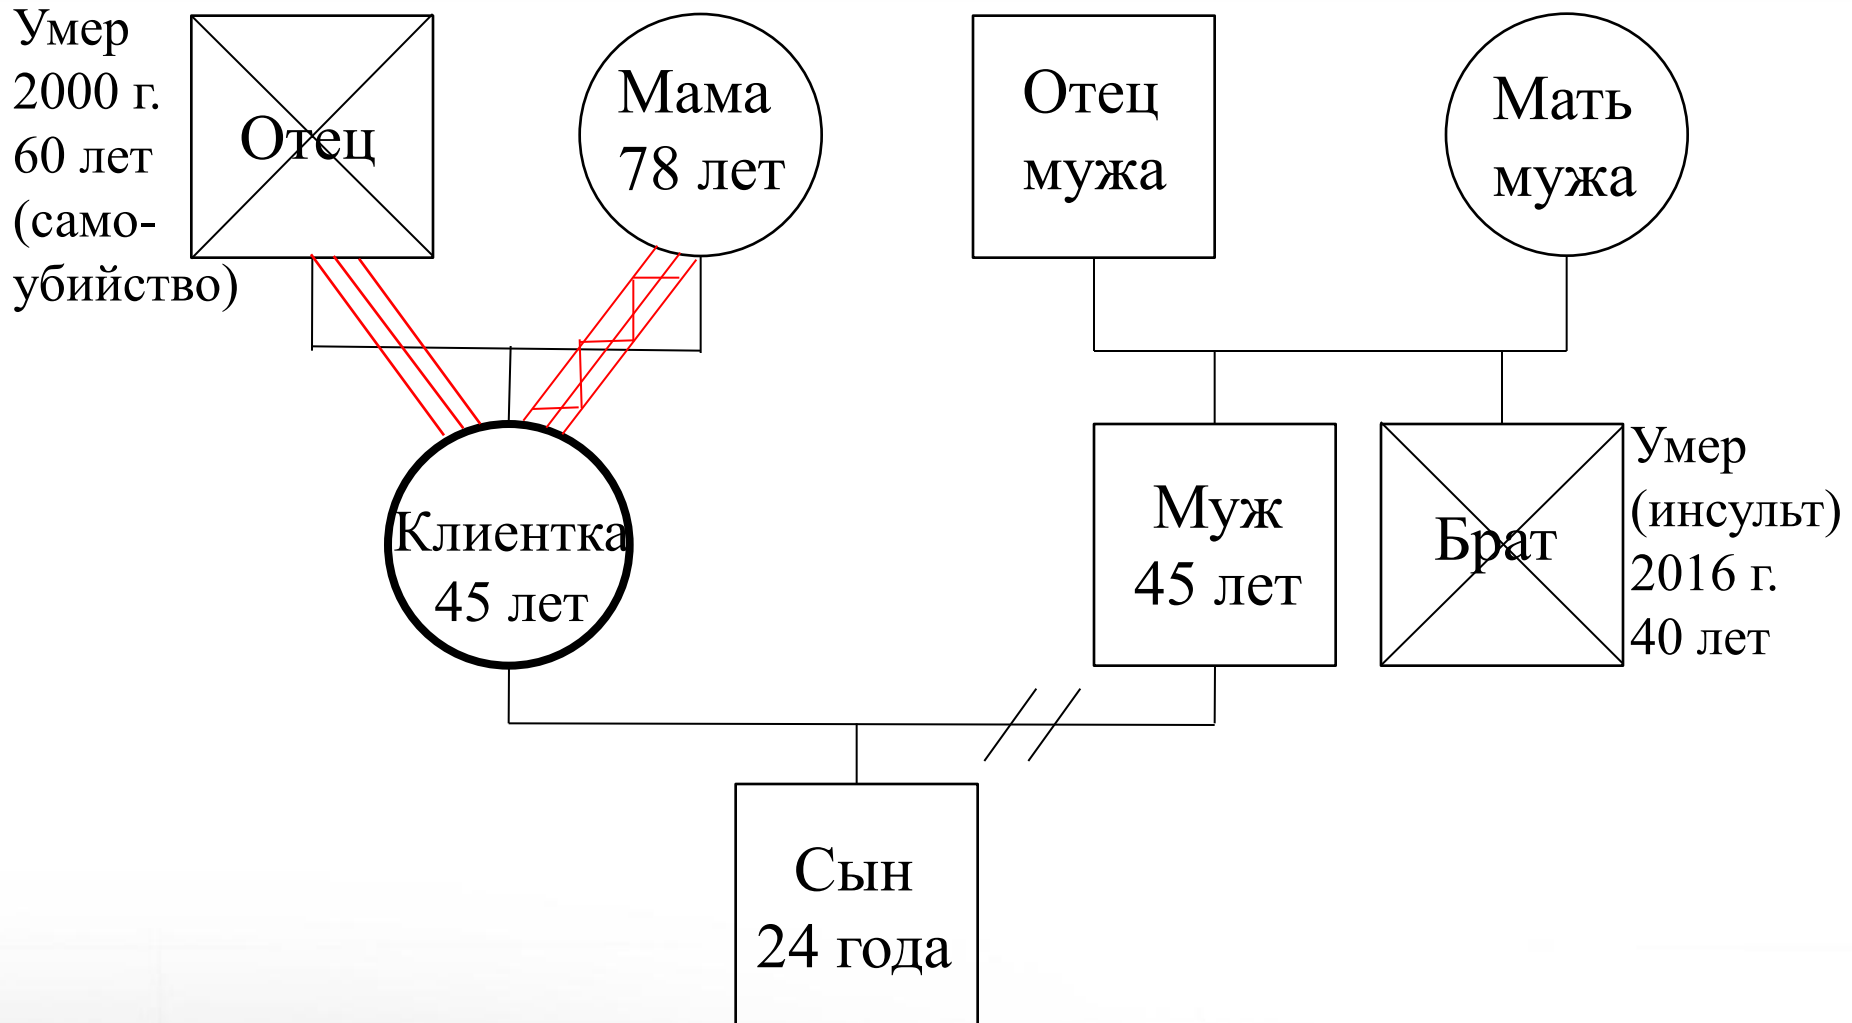 Умер
2000 г.
60 лет
(само-
убийство)
Отец
Мама
78 лет
Отец
мужа
Мать
мужа
Клиентка
45 лет
Муж
45 лет
Брат
Умер
(инсульт)
2016 г.
40 лет
Сын
24 года